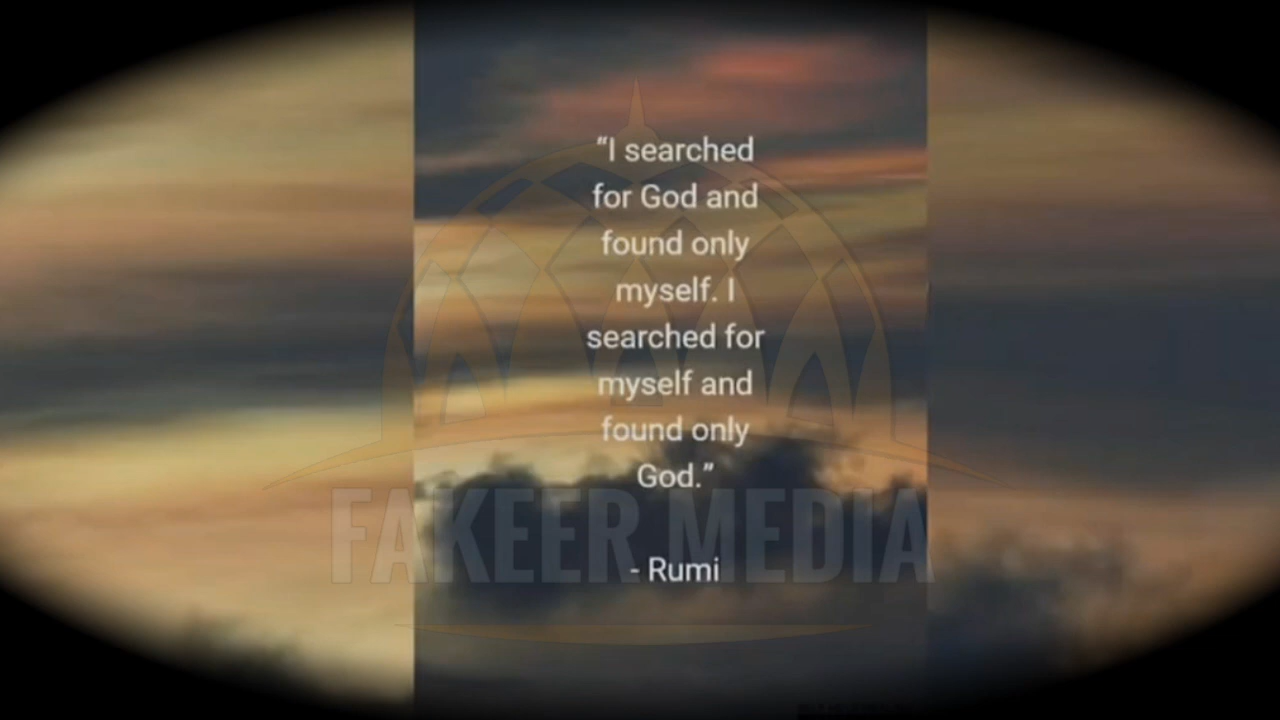 “I searched
for God and
found only
myself. I
searched for
myself and
found only
God.”
FAKEER MEDIA
- Rumi